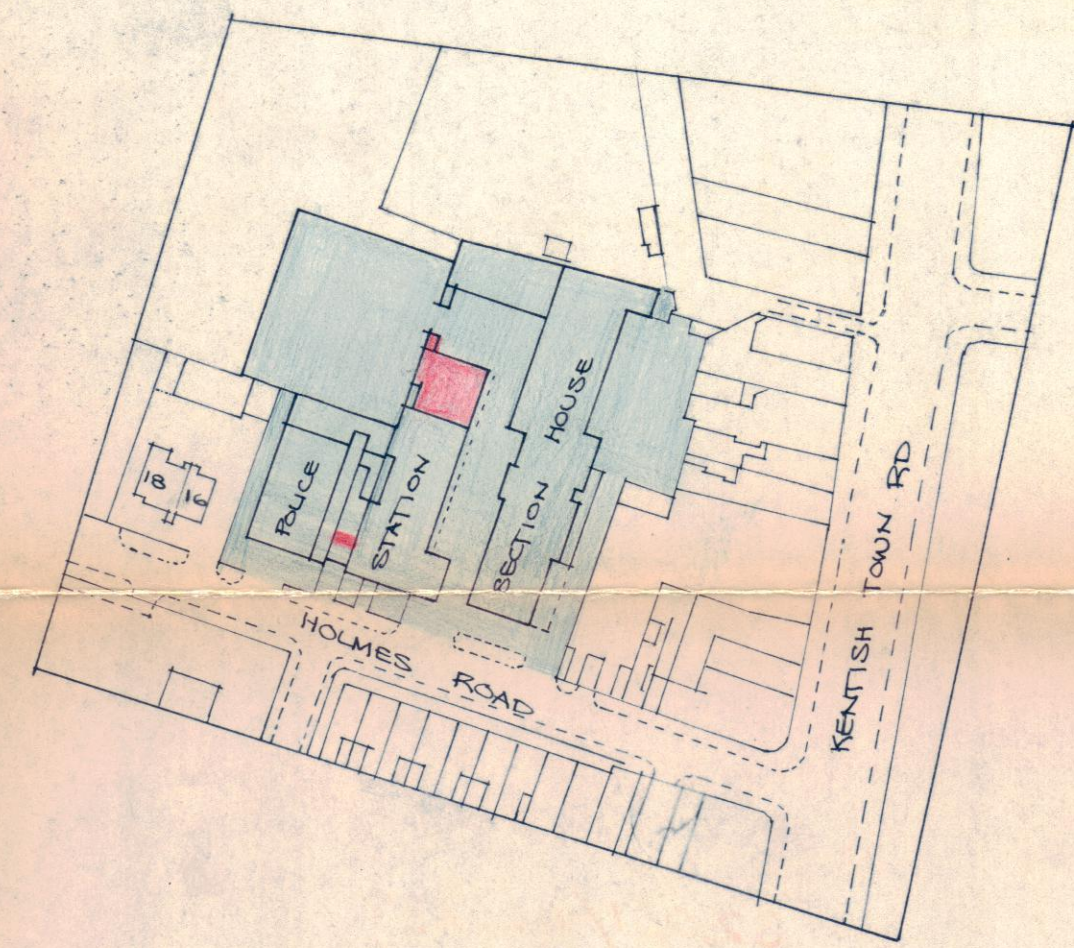 18
16
POLICE
STATION
SECTION HOUSE
HOLMES ROAD
KENTISH TOWN RD